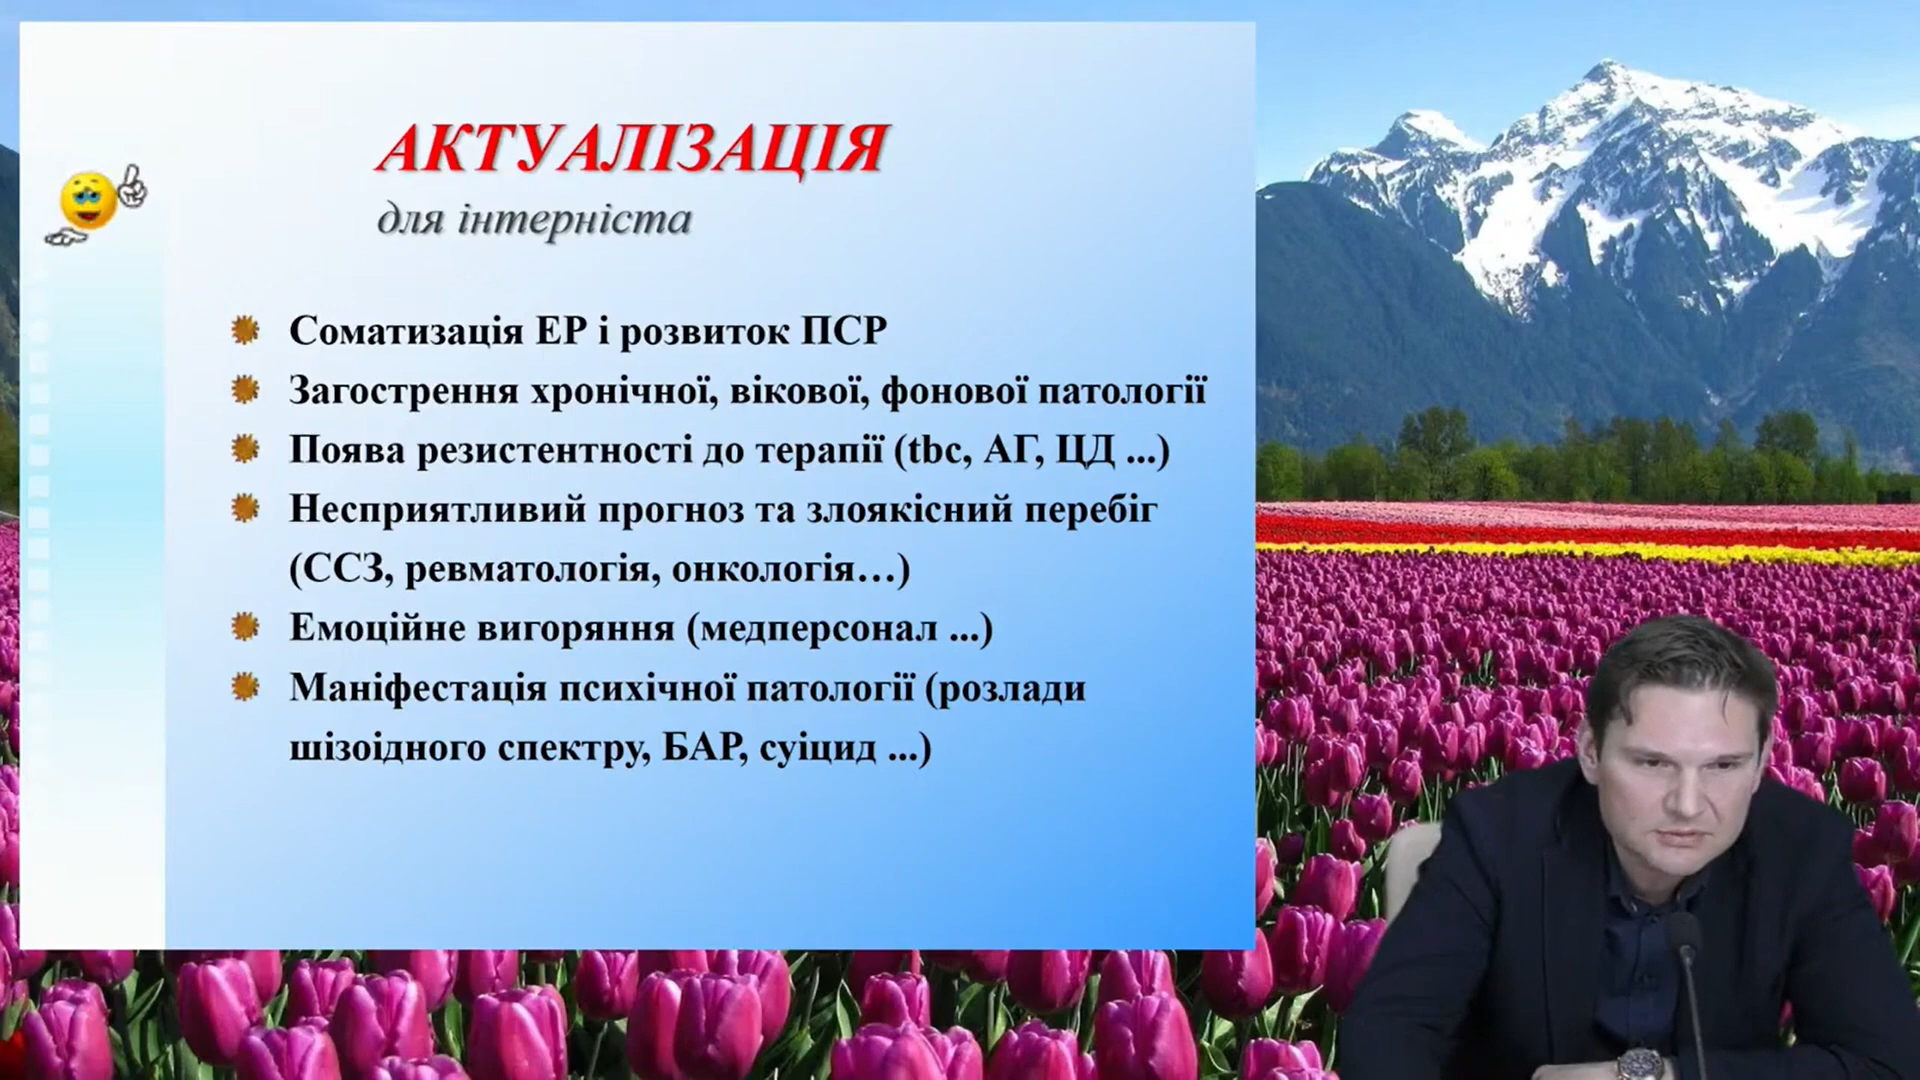 АКТУАЛІЗАЦІЯ
для інтерніста
Соматизація ЕР і розвиток ПСР
Загострення хронічної, вікової, фонової патології
Поява резистентності до терапії (tbc, АГ, ЦД ...)
Несприятливий прогноз та злоякісний перебіг
(ССЗ, ревматологія, онкологія…)
Емоційне вигоряння (медперсонал ...)
Маніфестація психічної патології (розлади
шізоідного спектру, БАР, суіцид ...)